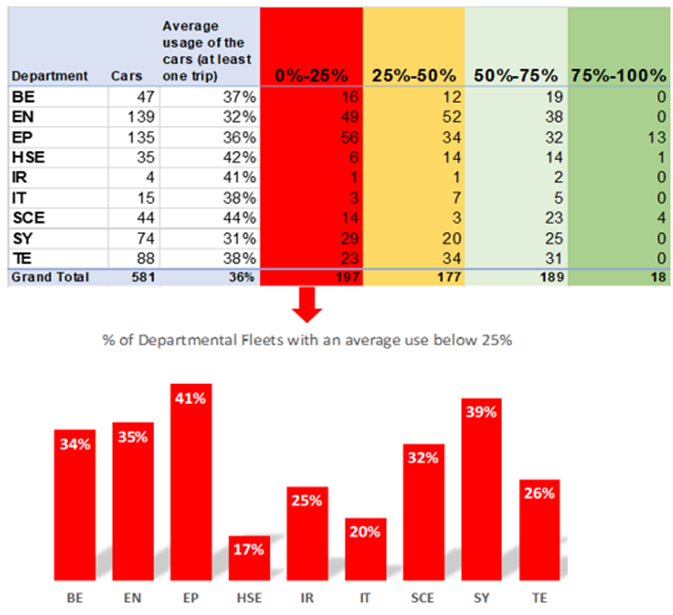 Department Cars Average usage of the cars (at least one trip) 0%-25% 25%-50% 50%-75% 75%-100%
BE 47 37% 16 12 19 0
EN 139 32% 49 52 38 0
EP 135 36% 56 34 32 13
HSE 35 42% 6 14 14 1
IR 4 41% 1 1 2 0
IT 15 38% 3 7 5 0
SCE 44 44% 14 3 23 4
SY 74 31% 29 20 25 0
TE 88 38% 23 34 31 0
Grand Total 581 36% 197 177 189 18
% of Departmental Fleets with an average use below 25%
34% 35% 41% 17% 25% 20% 32% 39% 26%
BE EN EP HSE IR IT SCE SY TE